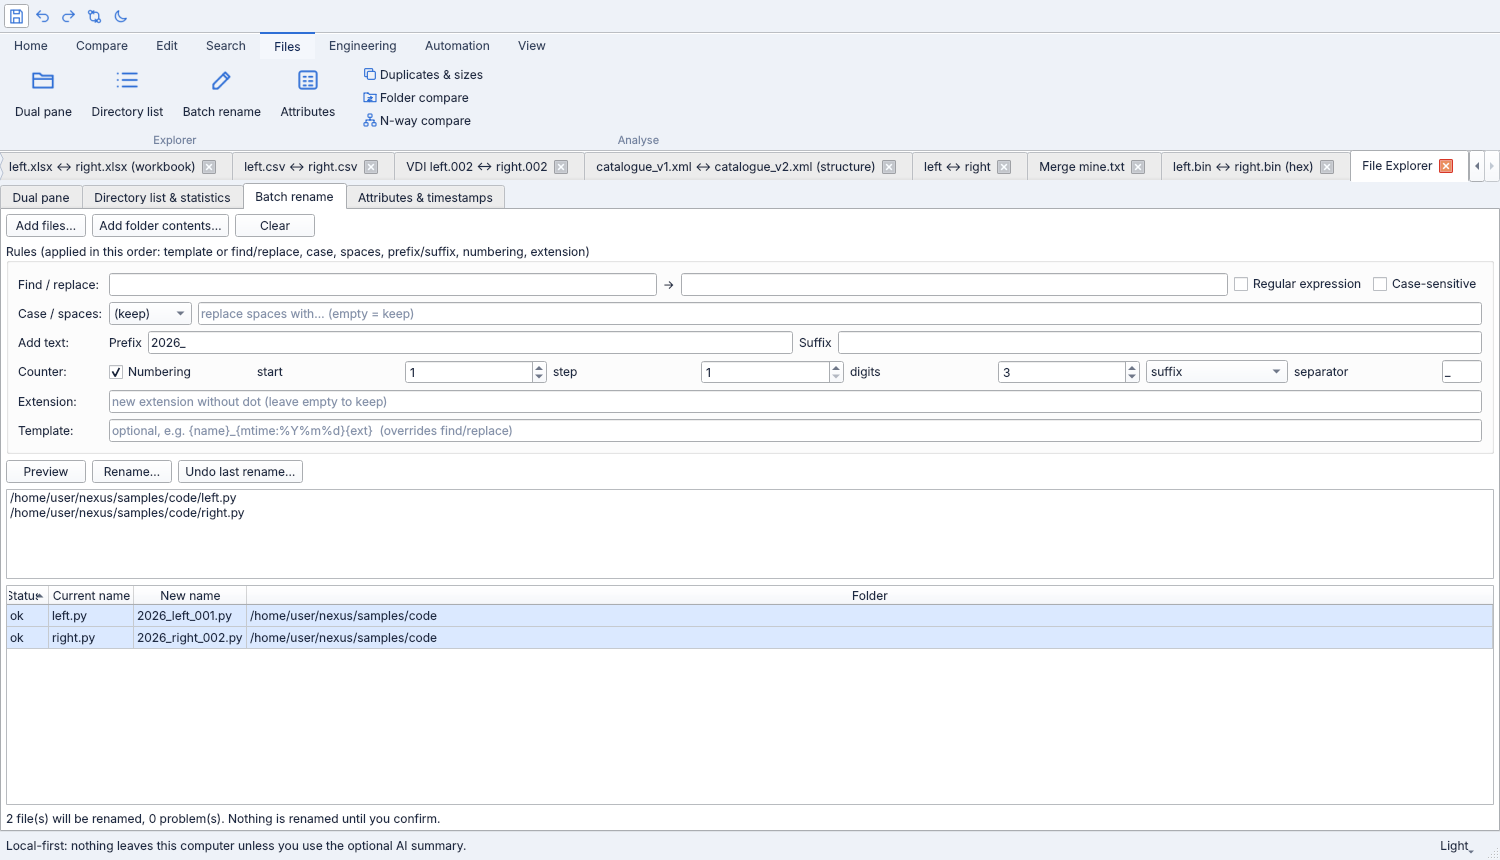 Home Compare Edit Search Files Engineering Automation View
Dual pane Directory list Batch rename Attributes
Duplicates & sizes
Folder compare
N-way compare
Explorer Analyse
left.xlsx ↔ right.xlsx (workbook) left.csv ↔ right.csv VDI left.002 ↔ right.002 catalogue_v1.xml ↔ catalogue_v2.xml (structure) left ↔ right Merge mine.txt left.bin ↔ right.bin (hex) File Explorer
Dual pane Directory list & statistics Batch rename Attributes & timestamps
Add files... Add folder contents... Clear
Rules (applied in this order: template or find/replace, case, spaces, prefix/suffix, numbering, extension)
Find / replace: → Regular expression Case-sensitive
Case / spaces: (keep) replace spaces with... (empty = keep)
Add text: Prefix 2026_ Suffix
Counter: Numbering start 1 step 1 digits 3 suffix separator _
Extension: new extension without dot (leave empty to keep)
Template: optional, e.g. {name}_{mtime:%Y%m%d}{ext} (overrides find/replace)
Preview Rename... Undo last rename...
/home/user/nexus/samples/code/left.py
/home/user/nexus/samples/code/right.py
Status Current name New name Folder
ok left.py 2026_left_001.py /home/user/nexus/samples/code
ok right.py 2026_right_002.py /home/user/nexus/samples/code
2 file(s) will be renamed, 0 problem(s). Nothing is renamed until you confirm.
Local-first: nothing leaves this computer unless you use the optional AI summary. Light